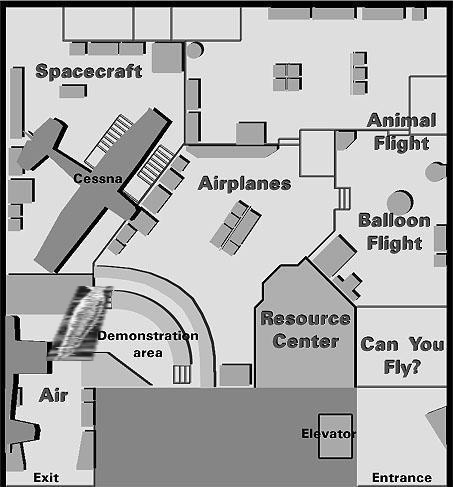 Spacecraft
Animal
Flight
Cessna
Airplanes
Balloon
Flight
Demonstration
area
Resource
Center
Can You
Fly?
Air
Elevator
Exit
Entrance